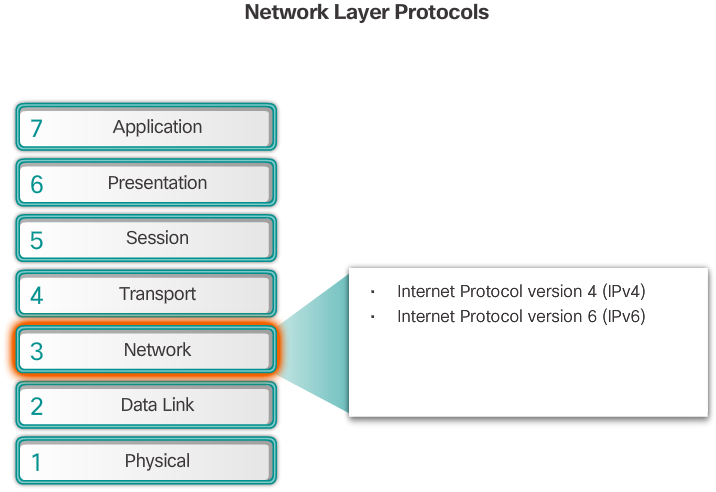 Network Layer Protocols
7 Application
6 Presentation
5 Session
4 Transport
· Internet Protocol version 4 (IPv4)
· Internet Protocol version 6 (IPv6)
3 Network
2 Data Link
1 Physical